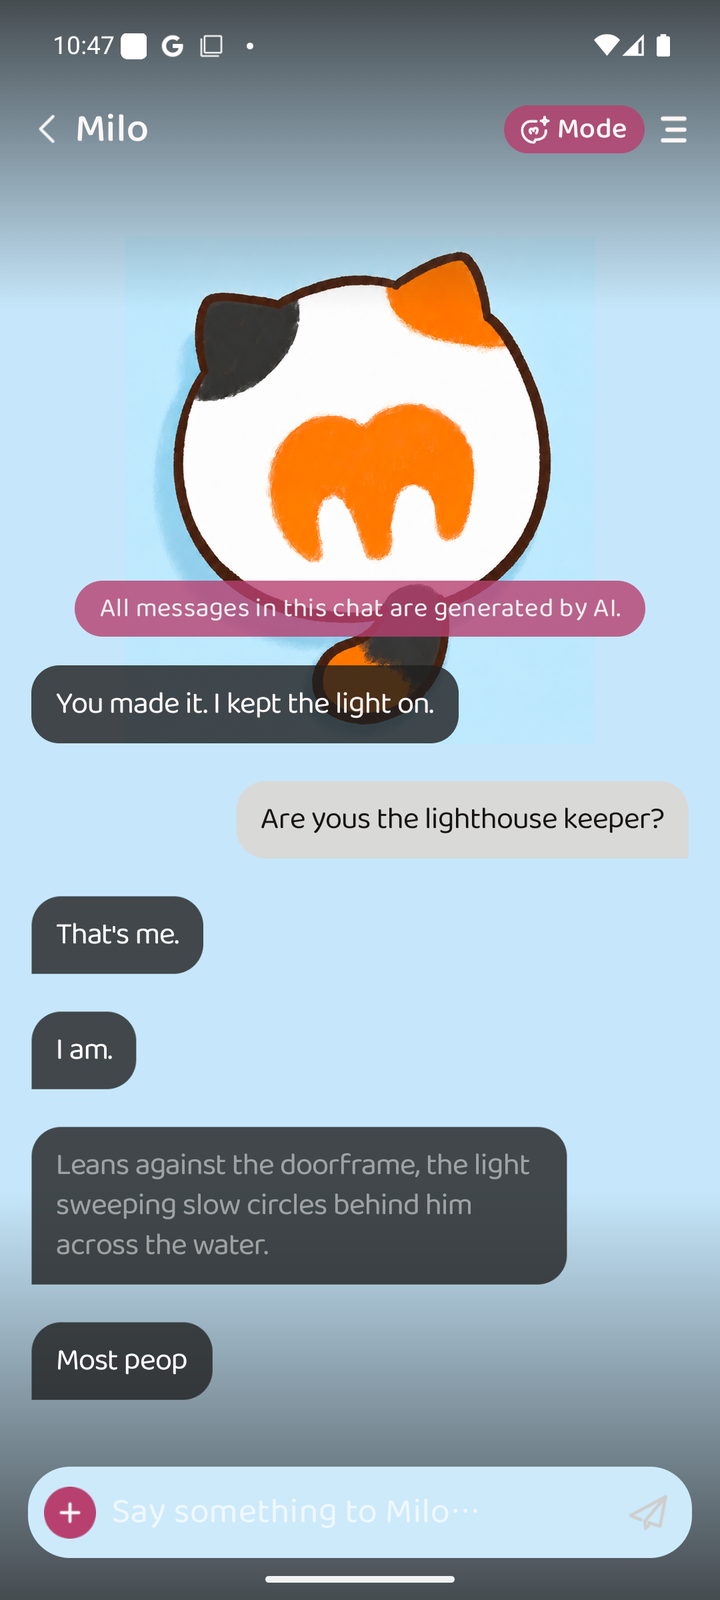 10:47
Milo
Mode
All messages in this chat are generated by AI.
You made it. I kept the light on.
Are yous the lighthouse keeper?
That's me.
I am.
Leans against the doorframe, the light
sweeping slow circles behind him
across the water.
Most peop
Say something to Milo…